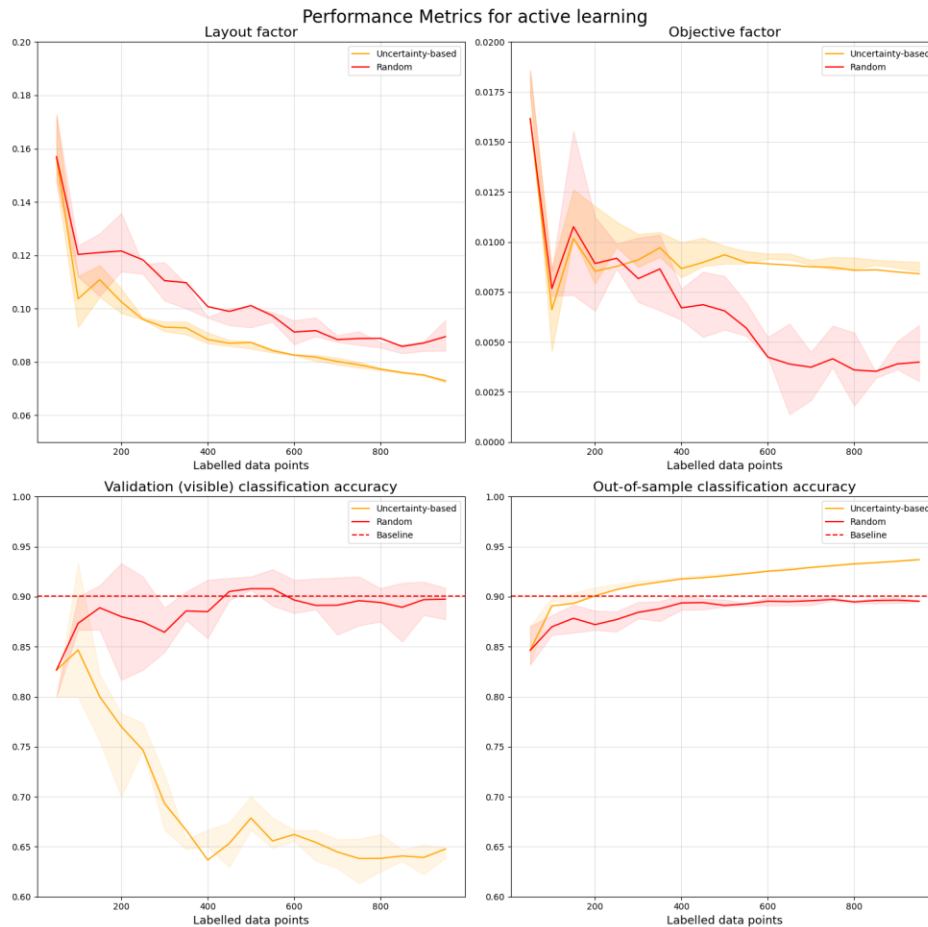 Performance Metrics for active learning
Layout factor
Uncertainty-based
Random
0.20
0.18
0.16
0.14
0.12
0.10
0.08
0.06
200
400
600
800
Labelled data points
Objective factor
Uncertainty-based
Random
0.0200
0.0175
0.0150
0.0125
0.0100
0.0075
0.0050
0.0025
0.0000
200
400
600
800
Labelled data points
Validation (visible) classification accuracy
Uncertainty-based
Random
Baseline
1.00
0.95
0.90
0.85
0.80
0.75
0.70
0.65
0.60
200
400
600
800
Labelled data points
Out-of-sample classification accuracy
Uncertainty-based
Random
Baseline
1.00
0.95
0.90
0.85
0.80
0.75
0.70
0.65
0.60
200
400
600
800
Labelled data points